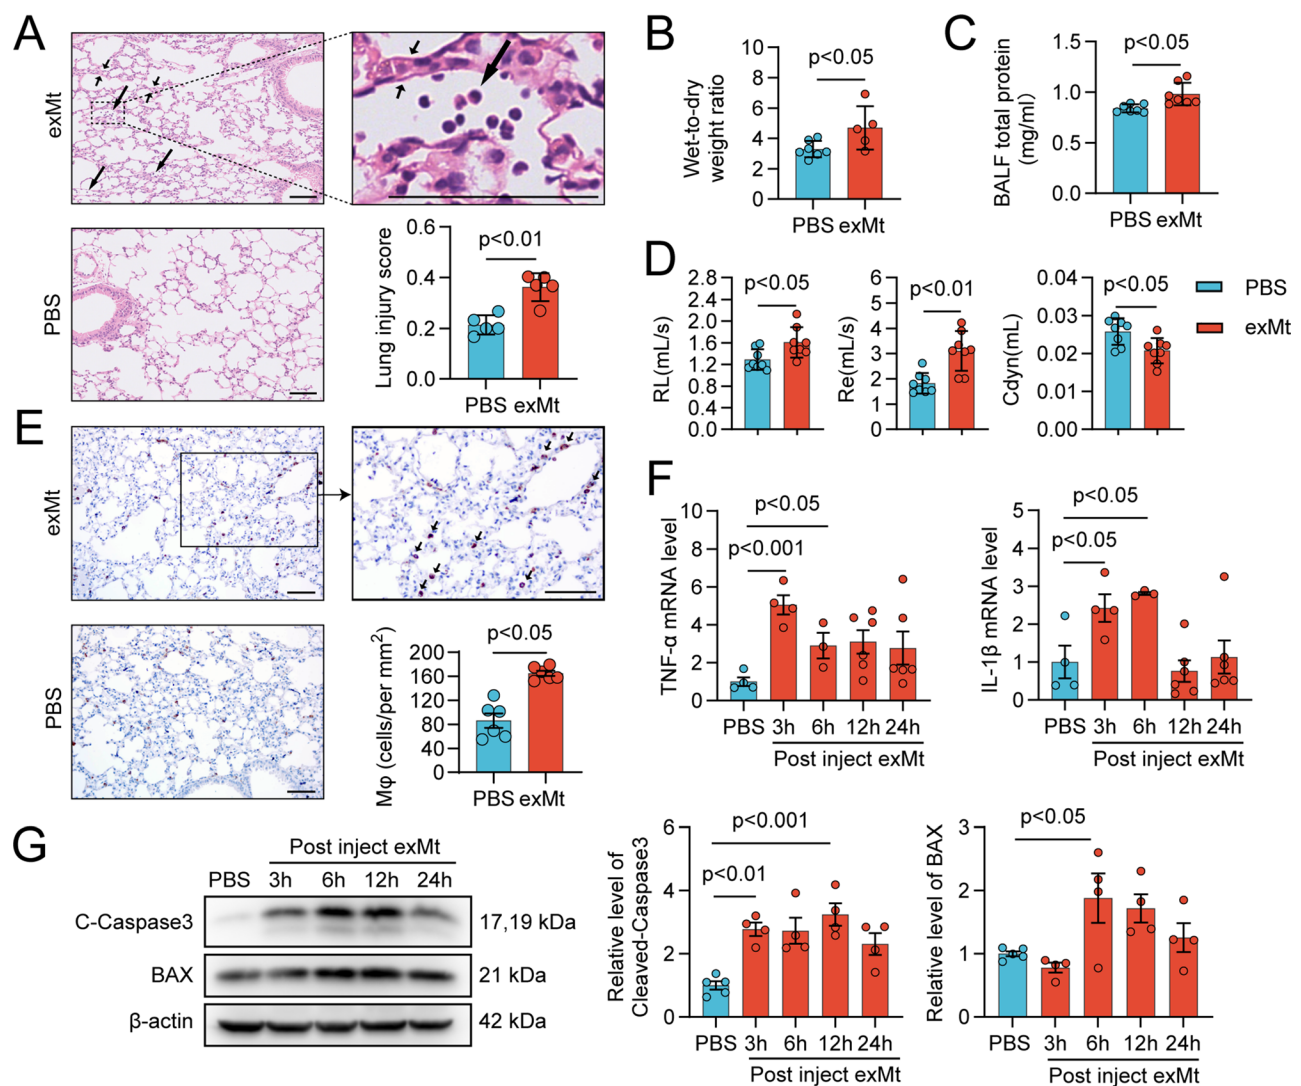 A
exMt
PBS
Lung injury score
0.6
0.4
0.2
0.0
p<0.01
PBS exMt
B
Wet-to-dry
weight ratio
10
8
6
4
2
0
p<0.05
PBS exMt
C
BALF total protein
(mg/ml)
1.5
1.0
0.5
0.0
p<0.05
PBS exMt
D
RL(mL/s)
2.8
2.4
2.0
1.6
1.2
0.8
0.4
0.0
p<0.05
Re(mL/s)
6
5
4
3
2
1
0
p<0.01
Cdyn(mL)
0.04
0.03
0.02
0.01
0.00
p<0.05
PBS
exMt
E
exMt
PBS
Mφ (cells/per mm²)
200
160
120
80
40
0
p<0.05
PBS exMt
F
TNF-α mRNA level
10
8
6
4
2
0
p<0.05
p<0.001
PBS 3h 6h 12h 24h
Post inject exMt
IL-1β mRNA level
5
4
3
2
1
0
p<0.05
p<0.05
PBS 3h 6h 12h 24h
Post inject exMt
G
Post inject exMt
PBS 3h 6h 12h 24h
C-Caspase3 17,19 kDa
BAX 21 kDa
β-actin 42 kDa
Relative level of
Cleaved-Caspase3
6
4
2
0
p<0.001
p<0.01
PBS 3h 6h 12h 24h
Post inject exMt
Relative level of BAX
3
2
1
0
p<0.05
PBS 3h 6h 12h 24h
Post inject exMt